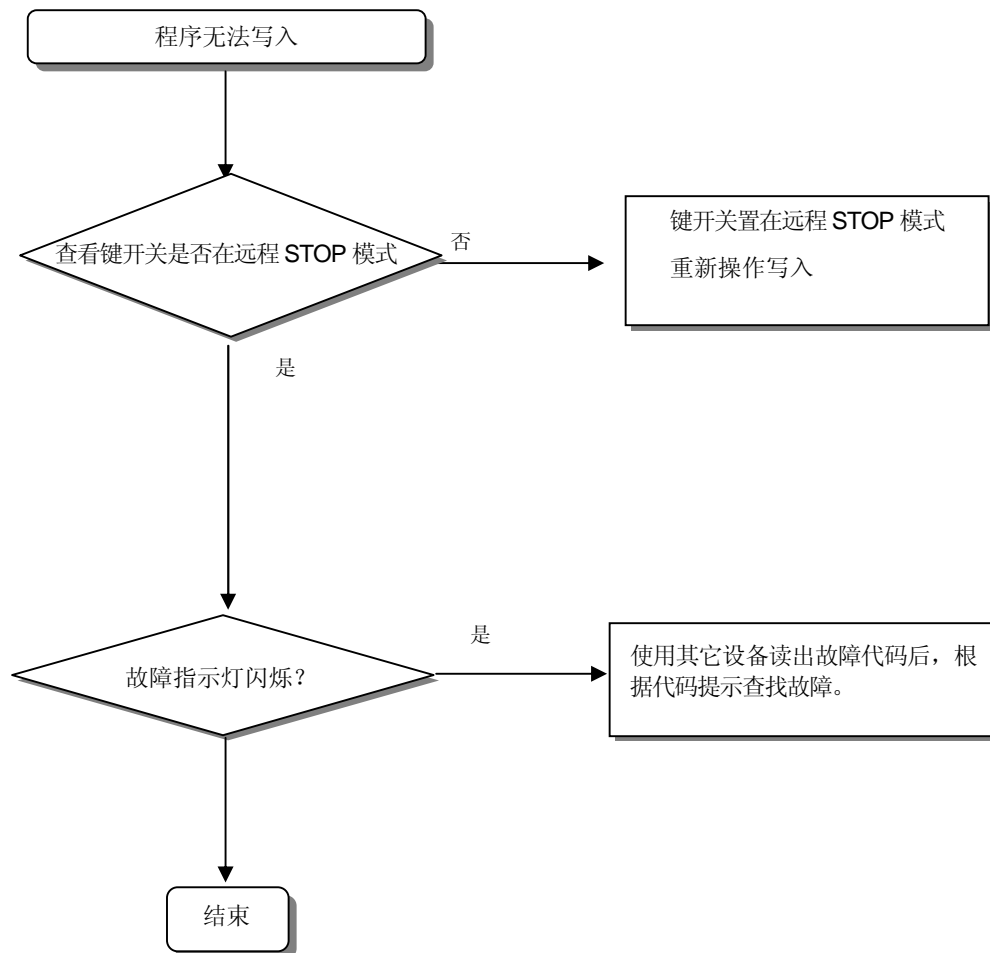 程序无法写入
查看键开关是否在远程 STOP 模式
否
键开关置在远程 STOP 模式
重新操作写入
是
故障指示灯闪烁？
是
使用其它设备读出故障代码后，根
据代码提示查找故障。
结束